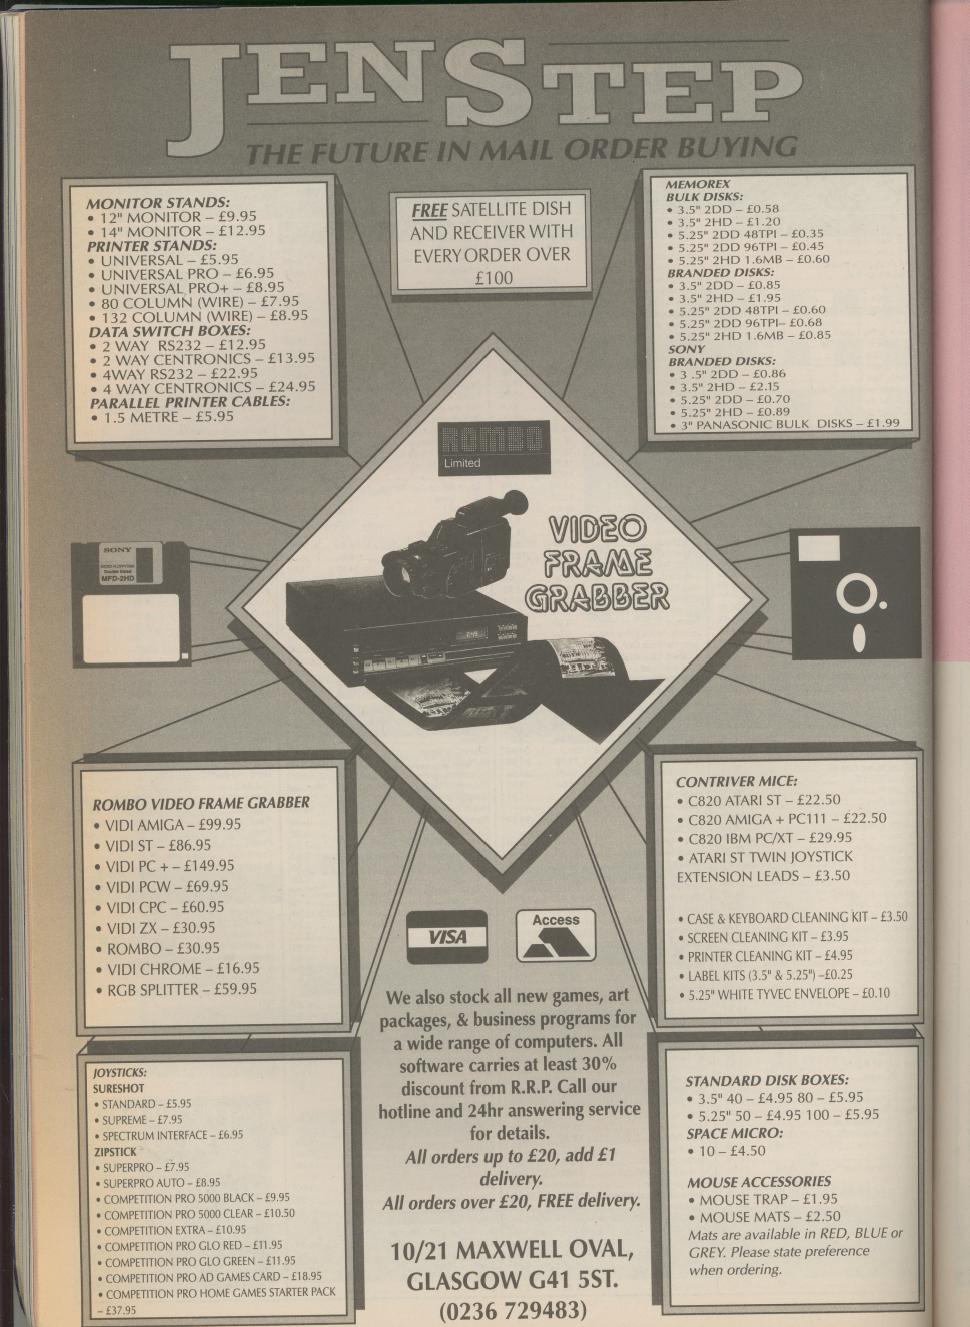 JENSTEP
THE FUTURE IN MAIL ORDER BUYING
MONITOR STANDS:
• 12" MONITOR – £9.95
• 14" MONITOR – £12.95
PRINTER STANDS:
• UNIVERSAL – £5.95
• UNIVERSAL PRO – £6.95
• UNIVERSAL PRO+ – £8.95
• 80 COLUMN (WIRE) – £7.95
• 132 COLUMN (WIRE) – £8.95
DATA SWITCH BOXES:
• 2 WAY RS232 – £12.95
• 2 WAY CENTRONICS – £13.95
• 4WAY RS232 – £22.95
• 4 WAY CENTRONICS – £24.95
PARALLEL PRINTER CABLES:
• 1.5 METRE – £5.95
FREE SATELLITE DISH
AND RECEIVER WITH
EVERY ORDER OVER
£100
MEMOREX
BULK DISKS:
• 3.5" 2DD – £0.58
• 3.5" 2HD – £1.20
• 5.25" 2DD 48TPI – £0.35
• 5.25" 2DD 96TPI – £0.45
• 5.25" 2HD 1.6MB – £0.60
BRANDED DISKS:
• 3.5" 2DD – £0.85
• 3.5" 2HD – £1.95
• 5.25" 2DD 48TPI – £0.60
• 5.25" 2DD 96TPI– £0.68
• 5.25" 2HD 1.6MB – £0.85
SONY
BRANDED DISKS:
• 3 .5" 2DD – £0.86
• 3.5" 2HD – £2.15
• 5.25" 2DD – £0.70
• 5.25" 2HD – £0.89
• 3" PANASONIC BULK DISKS – £1.99
ROMBO
Limited
VIDEO
FRAME
GRABBER
SONY
MFD-2HD
ROMBO VIDEO FRAME GRABBER
• VIDI AMIGA – £99.95
• VIDI ST – £86.95
• VIDI PC + – £149.95
• VIDI PCW – £69.95
• VIDI CPC – £60.95
• VIDI ZX – £30.95
• ROMBO – £30.95
• VIDI CHROME – £16.95
• RGB SPLITTER – £59.95
CONTRIVER MICE:
• C820 ATARI ST – £22.50
• C820 AMIGA + PC111 – £22.50
• C820 IBM PC/XT – £29.95
• ATARI ST TWIN JOYSTICK
EXTENSION LEADS – £3.50
• CASE & KEYBOARD CLEANING KIT – £3.50
• SCREEN CLEANING KIT – £3.95
• PRINTER CLEANING KIT – £4.95
• LABEL KITS (3.5" & 5.25") –£0.25
• 5.25" WHITE TYVEC ENVELOPE – £0.10
VISA
Access
We also stock all new games, art
packages, & business programs for
a wide range of computers. All
software carries at least 30%
discount from R.R.P. Call our
hotline and 24hr answering service
for details.
All orders up to £20, add £1
delivery.
All orders over £20, FREE delivery.
10/21 MAXWELL OVAL,
GLASGOW G41 5ST.
(0236 729483)
JOYSTICKS:
SURESHOT
• STANDARD – £5.95
• SUPREME – £7.95
• SPECTRUM INTERFACE – £6.95
ZIPSTICK
• SUPERPRO – £7.95
• SUPERPRO AUTO – £8.95
• COMPETITION PRO 5000 BLACK – £9.95
• COMPETITION PRO 5000 CLEAR – £10.50
• COMPETITION EXTRA – £10.95
• COMPETITION PRO GLO RED – £11.95
• COMPETITION PRO GLO GREEN – £11.95
• COMPETITION PRO AD GAMES CARD – £18.95
• COMPETITION PRO HOME GAMES STARTER PACK
– £37.95
STANDARD DISK BOXES:
• 3.5" 40 – £4.95 80 – £5.95
• 5.25" 50 – £4.95 100 – £5.95
SPACE MICRO:
• 10 – £4.50
MOUSE ACCESSORIES
• MOUSE TRAP – £1.95
• MOUSE MATS – £2.50
Mats are available in RED, BLUE or
GREY. Please state preference
when ordering.